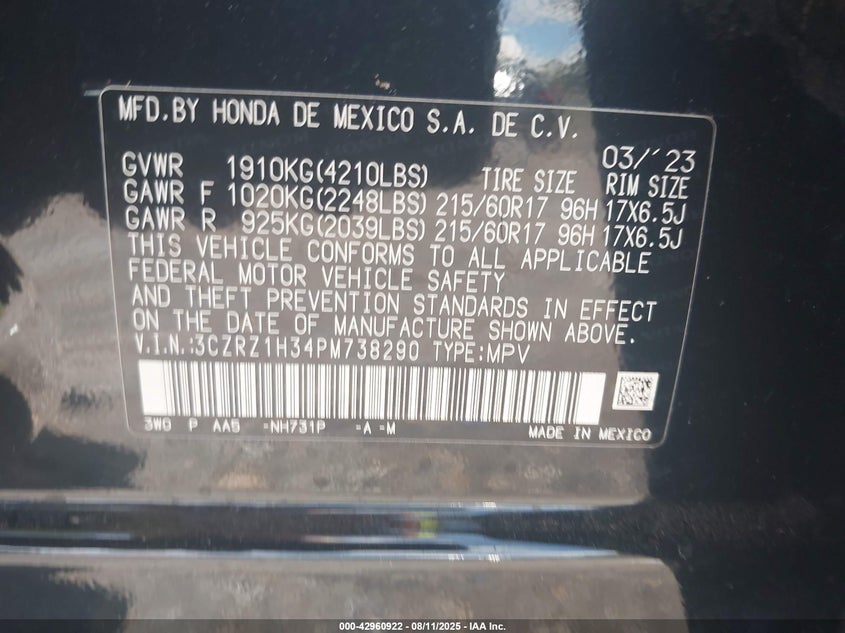 MFD.BY HONDA DE MEXICO S.A. DE C.V.
03/'23
GVWR 1910KG(4210LBS) TIRE SIZE RIM SIZE
GAWR F 1020KG(2248LBS) 215/60R17 96H 17X6.5J
GAWR R 925KG(2039LBS) 215/60R17 96H 17X6.5J
THIS VEHICLE CONFORMS TO ALL APPLICABLE
FEDERAL MOTOR VEHICLE SAFETY
AND THEFT PREVENTION STANDARDS IN EFFECT
ON THE DATE OF MANUFACTURE SHOWN ABOVE.
V.I.N.:3CZRZ1H34PM738290 TYPE:MPV
3W0 P AA5 =NH731P =A =M MADE IN MEXICO
000-42960922 - 08/11/2025 - IAA Inc.